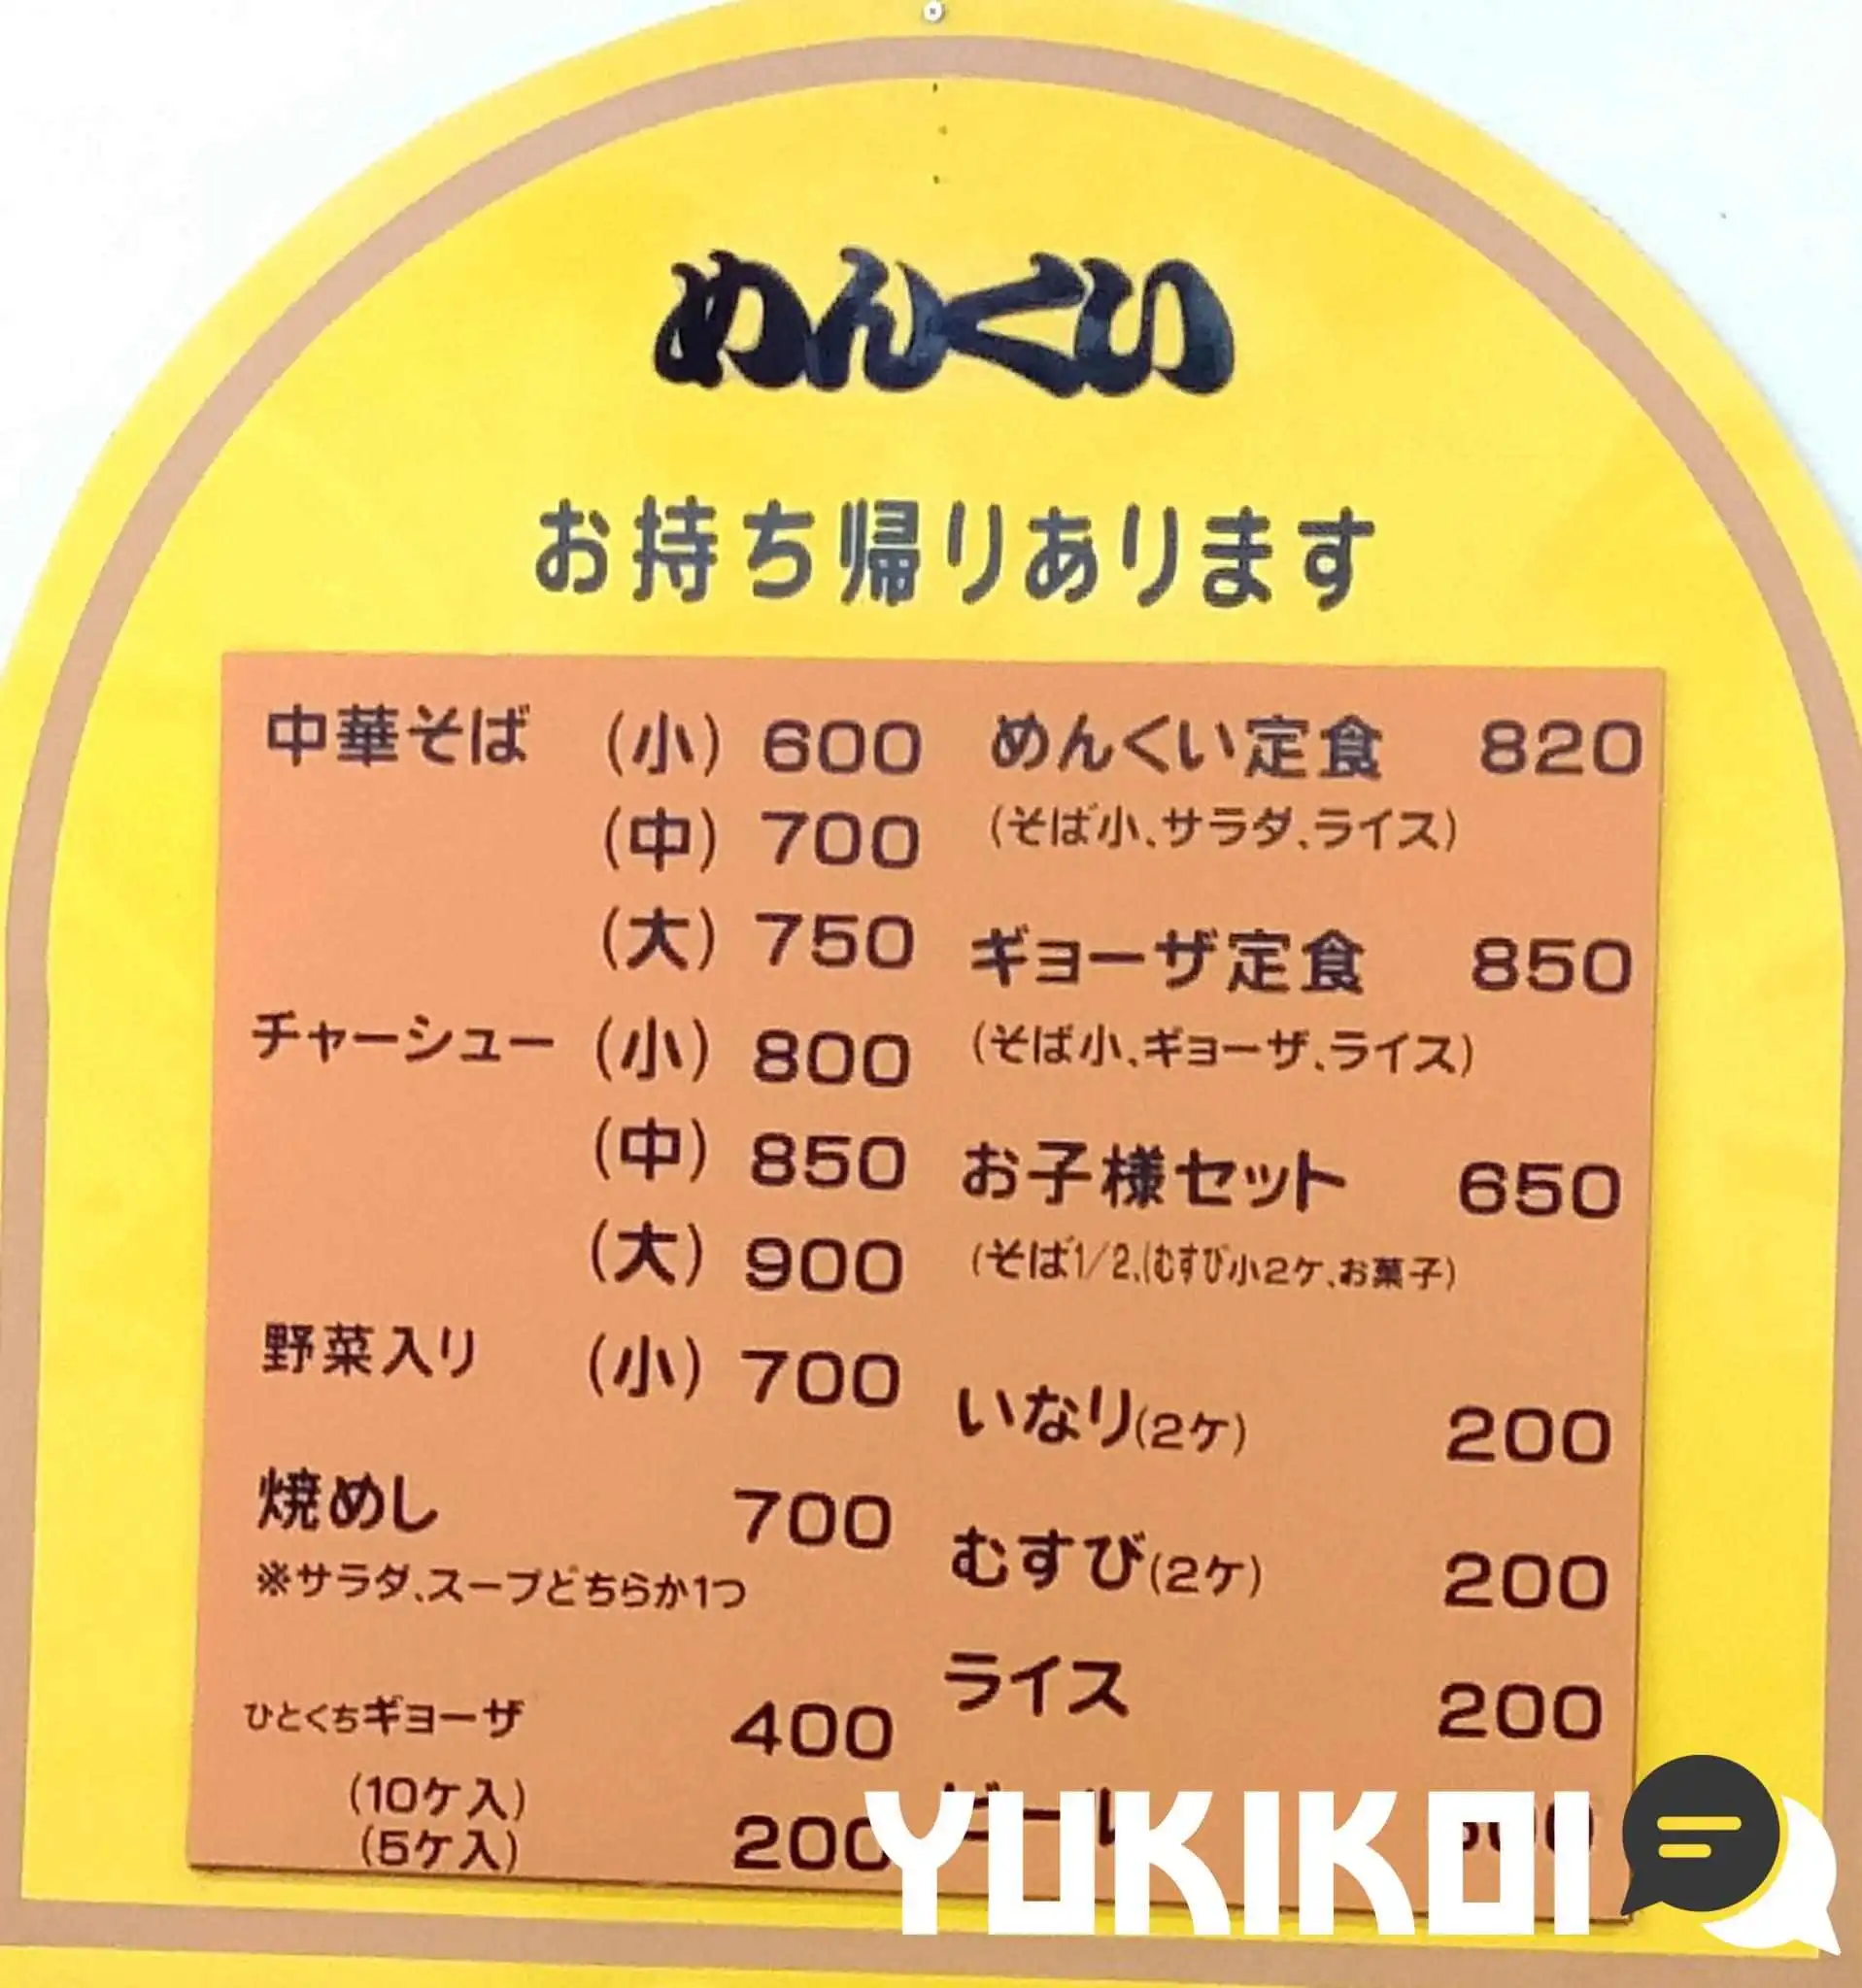 めんくい
お持ち帰りあります
中華そば (小) 600
(中) 700
(大) 750
チャーシュー (小) 800
(中) 850
(大) 900
野菜入り (小) 700
焼めし 700
※サラダ、スープどちらか1つ
ひとくちギョーザ 400
(10ケ入)
(5ケ入) 200
めんくい定食 820
(そば小、サラダ、ライス)
ギョーザ定食 850
(そば小、ギョーザ、ライス)
お子様セット 650
(そば1/2、(むすび小2ケ、お菓子)
いなり(2ケ) 200
むすび(2ケ) 200
ライス 200
ビール
YUKIKOI